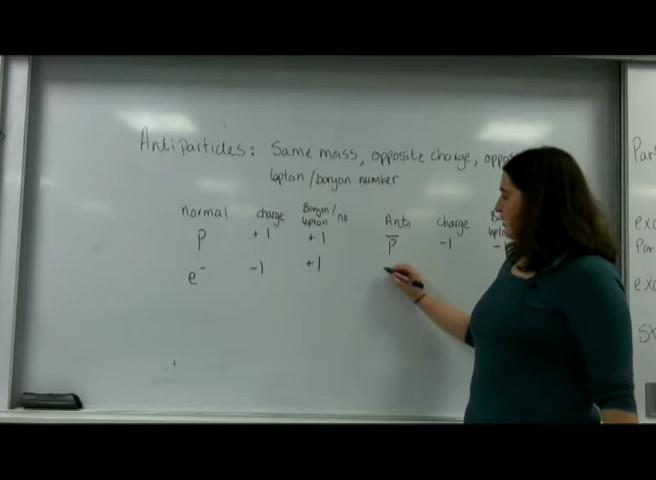 Antiparticles: Same mass, opposite charge,
lepton/baryon number
normal charge Baryon/lepton no Anti charge
p +1 +1 p̅ -1 -1
e⁻ -1 +1